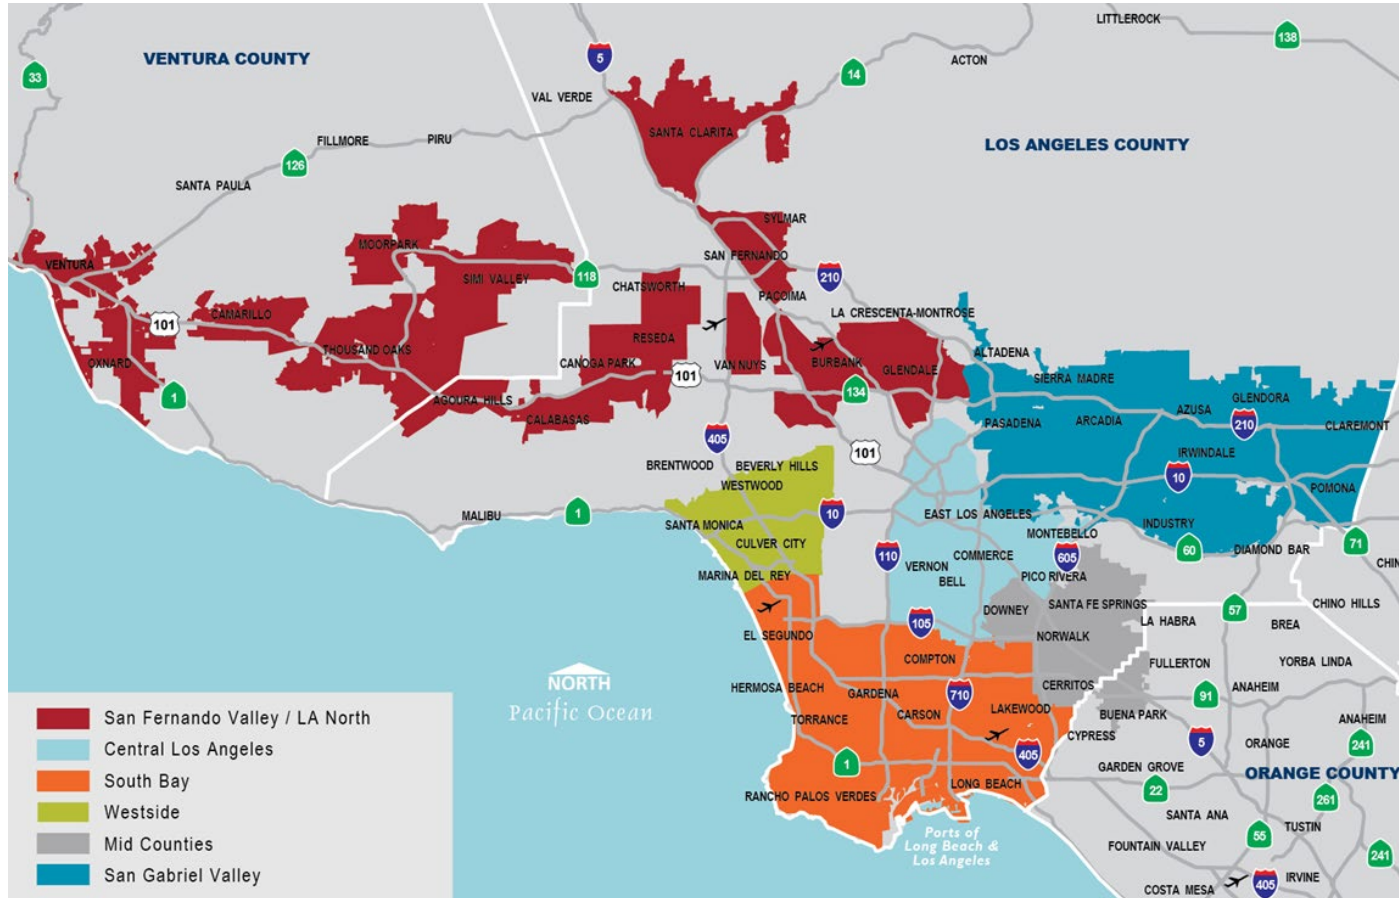 LITTLEROCK
138
VENTURA COUNTY
5
14
ACTON
33
VAL VERDE
SANTA CLARITA
FILLMORE
PIRU
LOS ANGELES COUNTY
126
SANTA PAULA
SYLMAR
MOORPARK
SAN FERNANDO
VENTURA
SIMI VALLEY
118
210
CHATSWORTH
PACOIMA
CAMARILLO
LA CRESCENTA-MONTROSE
101
RESEDA
THOUSAND OAKS
ALTADENA
OXNARD
CANOGA PARK
VAN NUYS
BURBANK
GLENDALE
101
SIERRA MADRE
1
134
AGOURA HILLS
GLENDORA
AZUSA
CALABASAS
PASADENA
ARCADIA
210
CLAREMONT
405
101
IRWINDALE
BRENTWOOD
BEVERLY HILLS
WESTWOOD
10
POMONA
MALIBU
1
SANTA MONICA
10
EAST LOS ANGELES
INDUSTRY
MONTEBELLO
CULVER CITY
110
COMMERCE
605
60
DIAMOND BAR
71
VERNON
CHIN
MARINA DEL REY
BELL
PICO RIVERA
DOWNEY
SANTA FE SPRINGS
CHINO HILLS
57
LA HABRA
BREA
EL SEGUNDO
105
NORWALK
COMPTON
FULLERTON
YORBA LINDA
NORTH
Pacific Ocean
HERMOSA BEACH
GARDENA
710
CERRITOS
91
ANAHEIM
TORRANCE
CARSON
LAKEWOOD
BUENA PARK
ANAHEIM
CYPRESS
5
ORANGE
241
405
1
GARDEN GROVE
ORANGE COUNTY
RANCHO PALOS VERDES
LONG BEACH
22
261
SANTA ANA
TUSTIN
Ports of
Long Beach &
Los Angeles
55
FOUNTAIN VALLEY
241
IRVINE
COSTA MESA
405
San Fernando Valley / LA North
Central Los Angeles
South Bay
Westside
Mid Counties
San Gabriel Valley